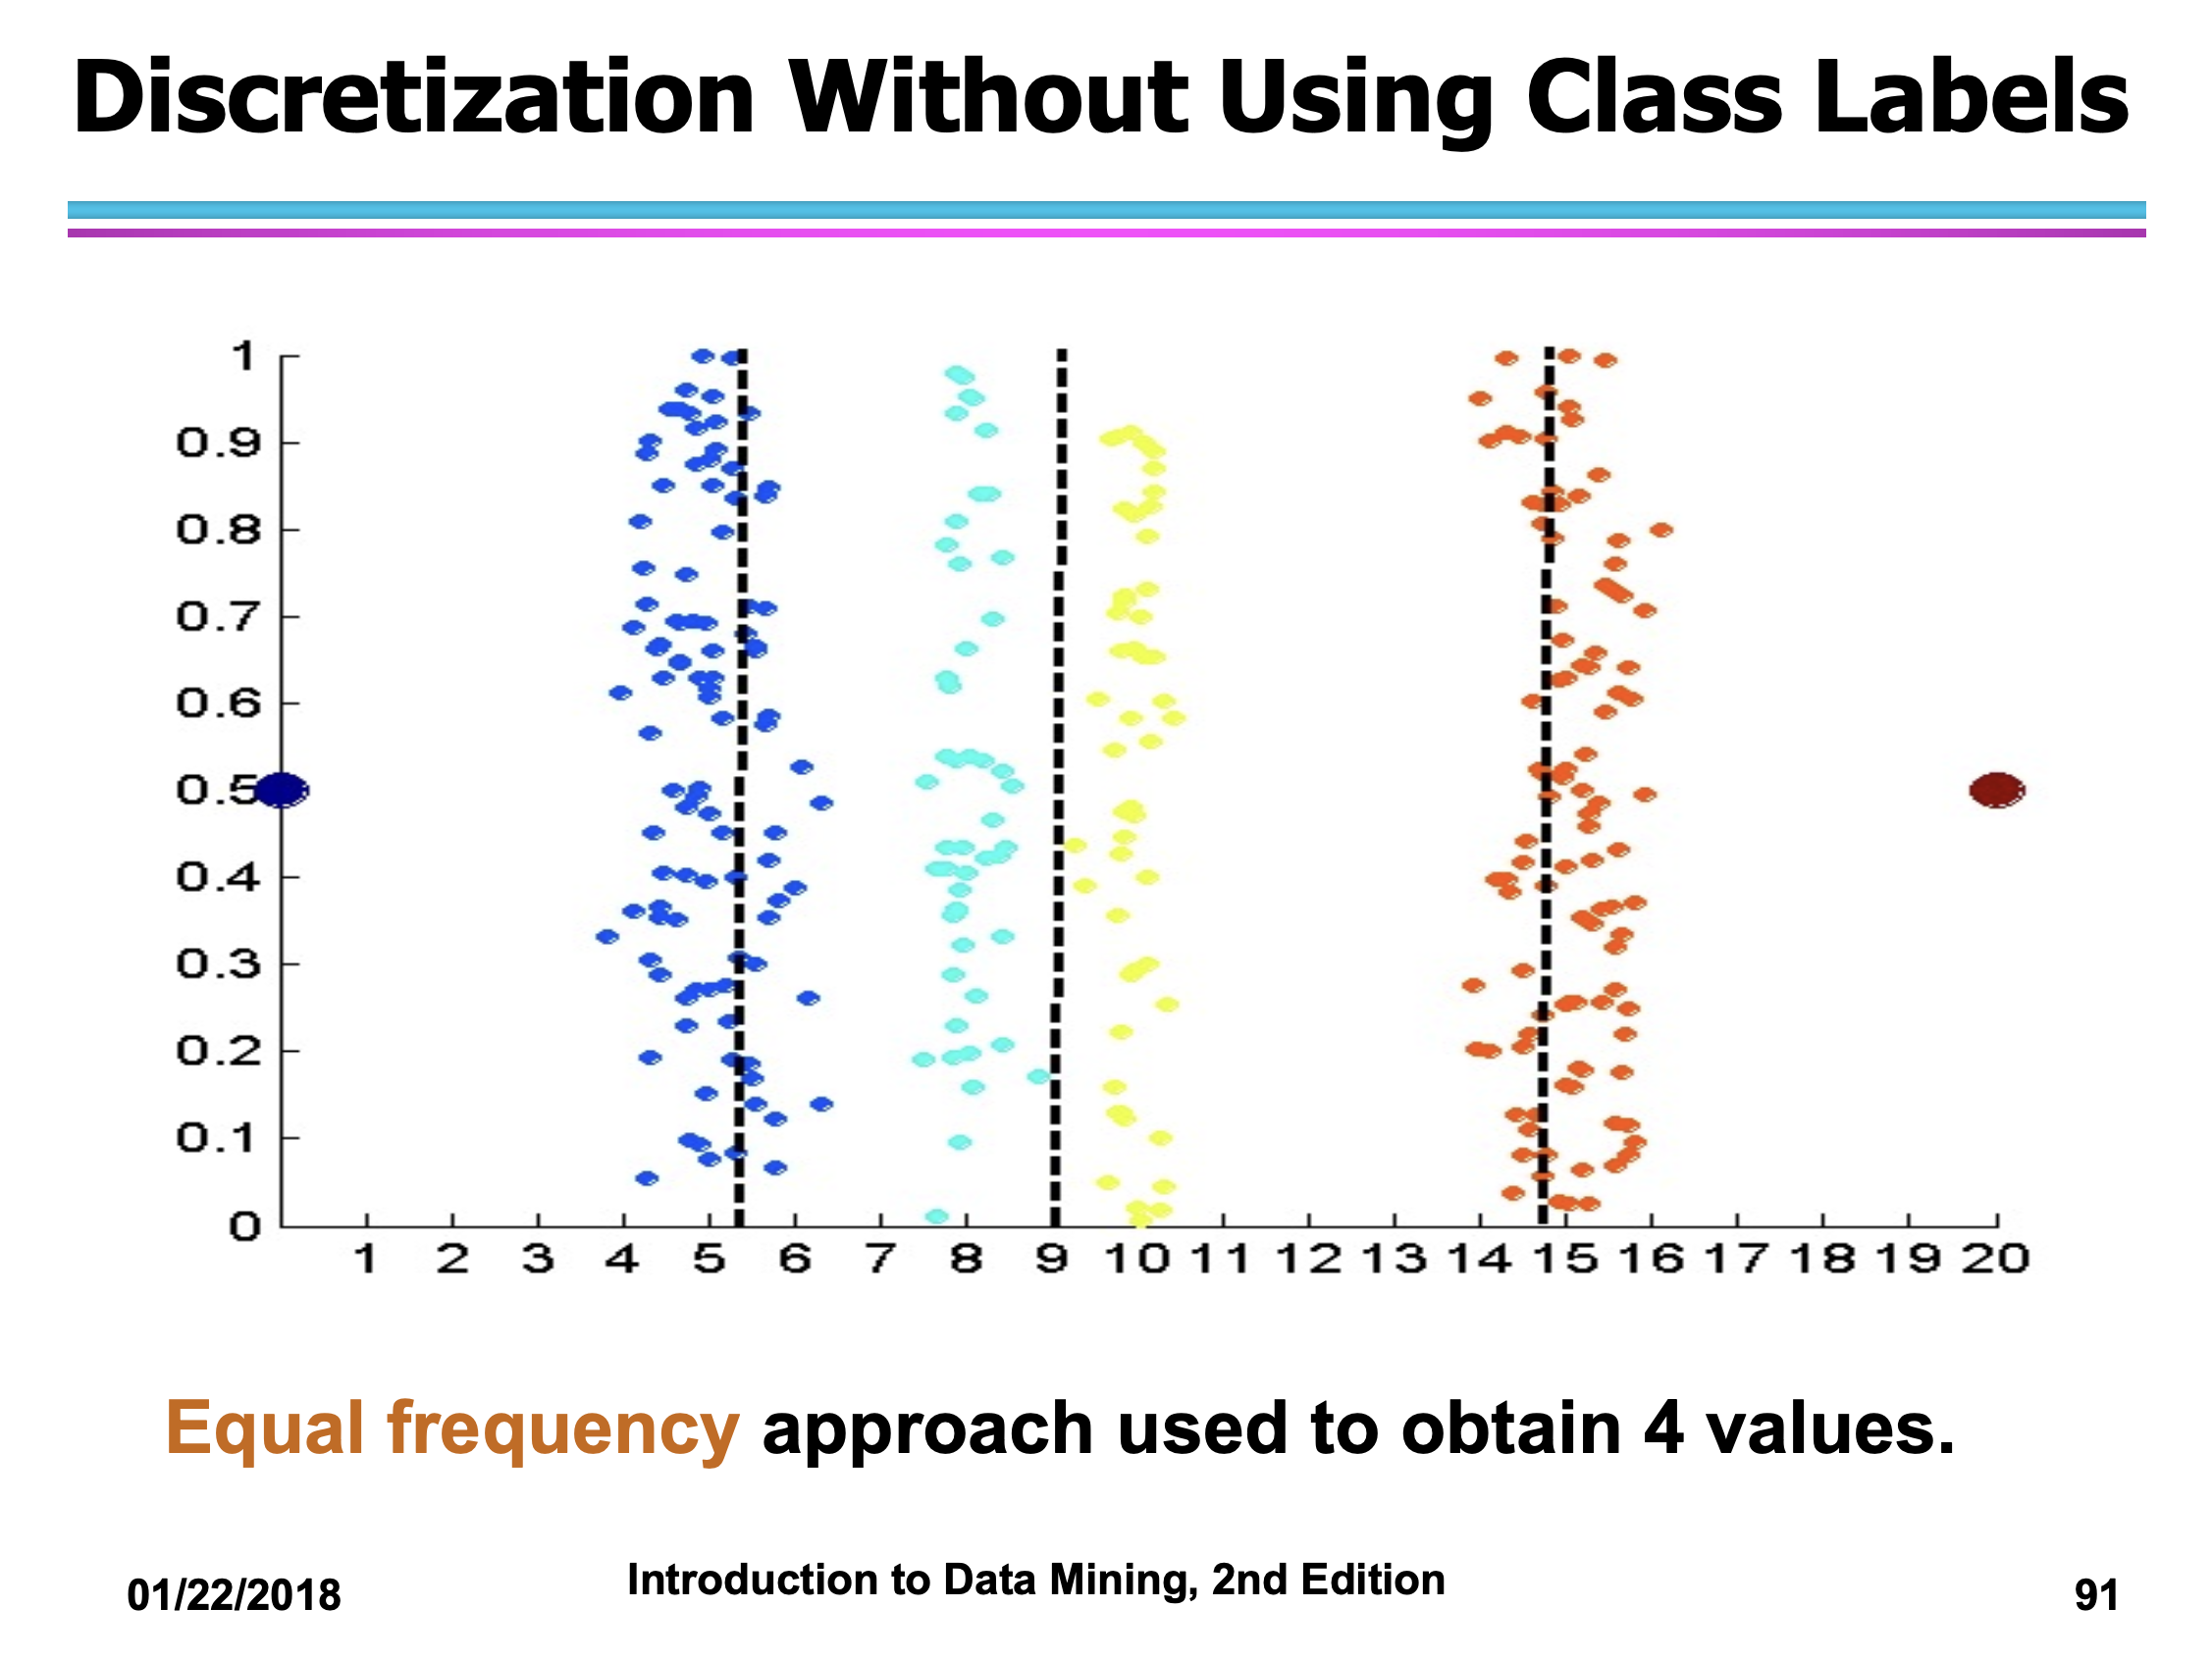 Discretization Without Using Class Labels
1
0.9
0.8
0.7
0.6
0.5
0.4
0.3
0.2
0.1
0
1 2 3 4 5 6 7 8 9 10 11 12 13 14 15 16 17 18 19 20
Equal frequency approach used to obtain 4 values.
01/22/2018 Introduction to Data Mining, 2nd Edition 91